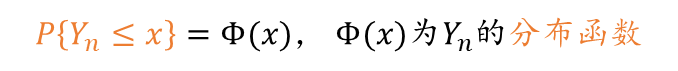 P{Yₙ ≤ x} = Φ(x)， Φ(x)为Yₙ的分布函数